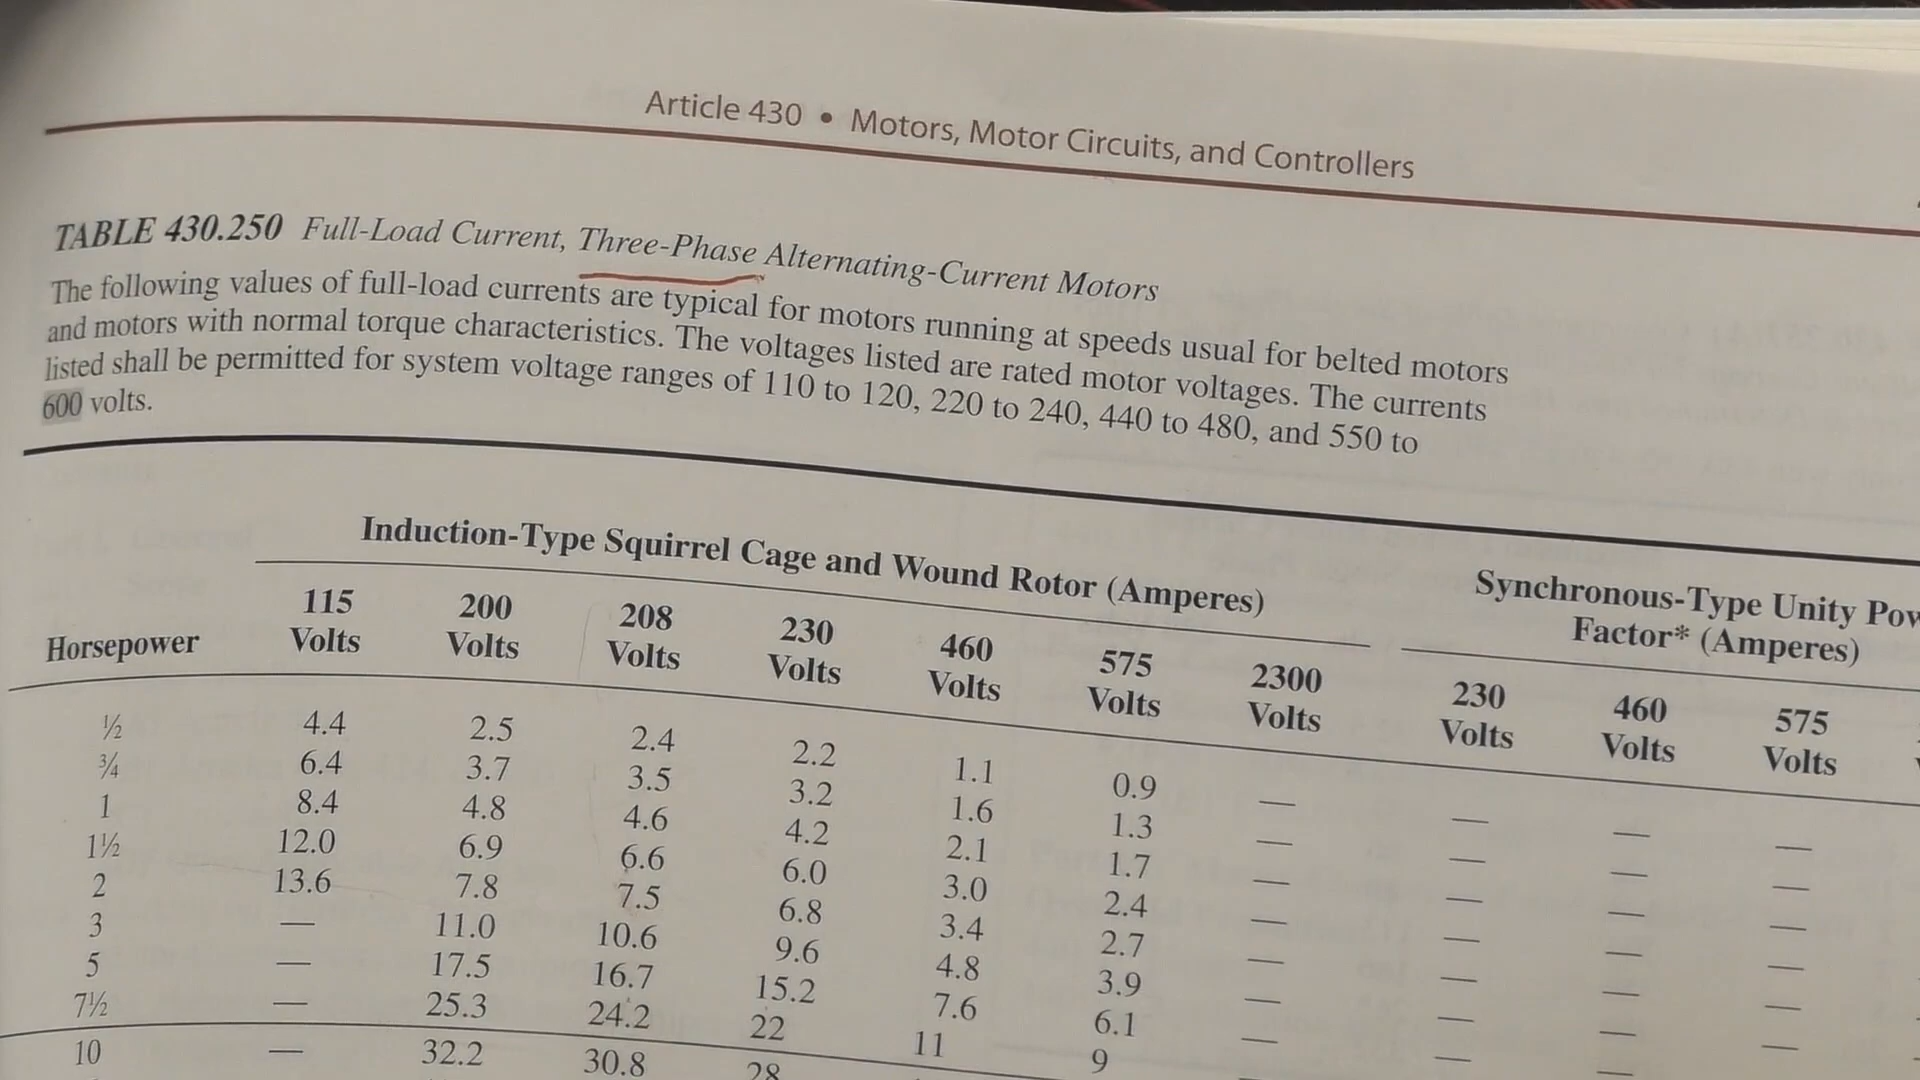 Article 430 • Motors, Motor Circuits, and Controllers
TABLE 430.250 Full-Load Current, Three-Phase Alternating-Current Motors
The following values of full-load currents are typical for motors running at speeds usual for belted motors
and motors with normal torque characteristics. The voltages listed are rated motor voltages. The currents
listed shall be permitted for system voltage ranges of 110 to 120, 220 to 240, 440 to 480, and 550 to
600 volts.
Induction-Type Squirrel Cage and Wound Rotor (Amperes)
Synchronous-Type Unity Pow
Factor* (Amperes)
Horsepower 115 Volts 200 Volts 208 Volts 230 Volts 460 Volts 575 Volts 2300 Volts 230 Volts 460 Volts 575 Volts
½ 4.4 2.5 2.4 2.2 1.1 0.9 — — — —
¾ 6.4 3.7 3.5 3.2 1.6 1.3 — — — —
1 8.4 4.8 4.6 4.2 2.1 1.7 — — — —
1½ 12.0 6.9 6.6 6.0 3.0 2.4 — — — —
2 13.6 7.8 7.5 6.8 3.4 2.7 — — — —
3 — 11.0 10.6 9.6 4.8 3.9 — — — —
5 — 17.5 16.7 15.2 7.6 6.1 — — — —
7½ — 25.3 24.2 22 11 9 — — —
10 — 32.2 30.8 28